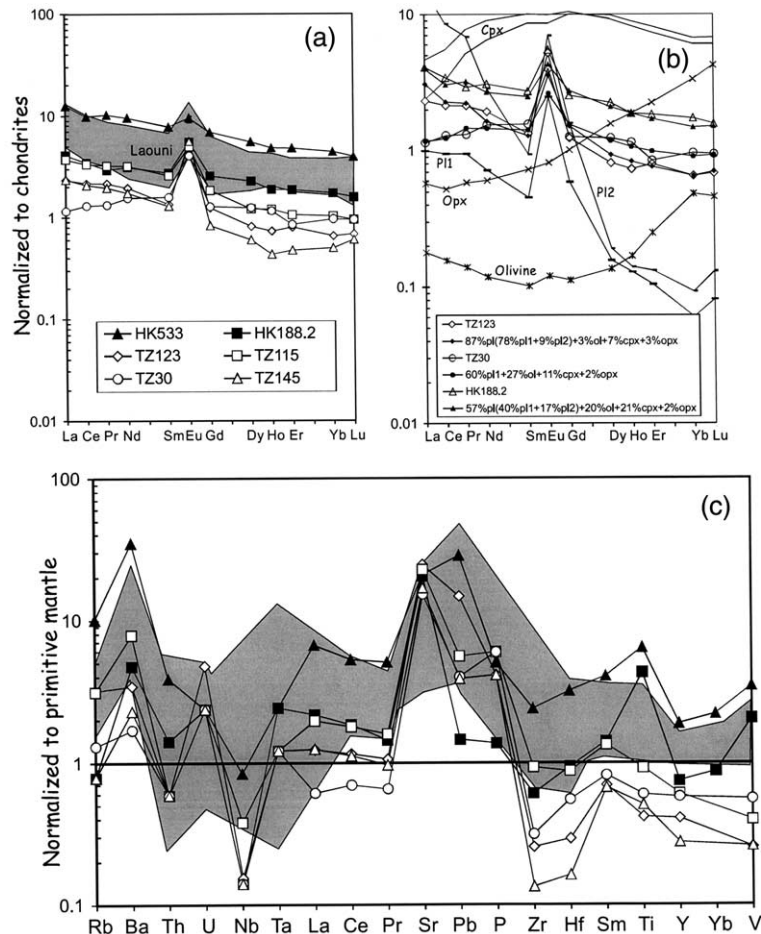 (a)
Normalized to chondrites
100
10
1
0.1
0.01
Laouni
HK533 HK188.2
TZ123 TZ115
TZ30 TZ145
La Ce Pr Nd Sm Eu Gd Dy Ho Er Yb Lu
(b)
10
1
0.1
0.01
Cpx
Pl1
Opx
Pl2
Olivine
TZ123
87%pl(78%pl1+9%pl2)+3%ol+7%cpx+3%opx
TZ30
60%pl1+27%ol+11%cpx+2%opx
HK188.2
57%pl(40%pl1+17%pl2)+20%ol+21%cpx+2%opx
La Ce Pr Nd Sm Eu Gd Dy Ho Er Yb Lu
(c)
Normalized to primitive mantle
100
10
1
0.1
Rb Ba Th U Nb Ta La Ce Pr Sr Pb P Zr Hf Sm Ti Y Yb V